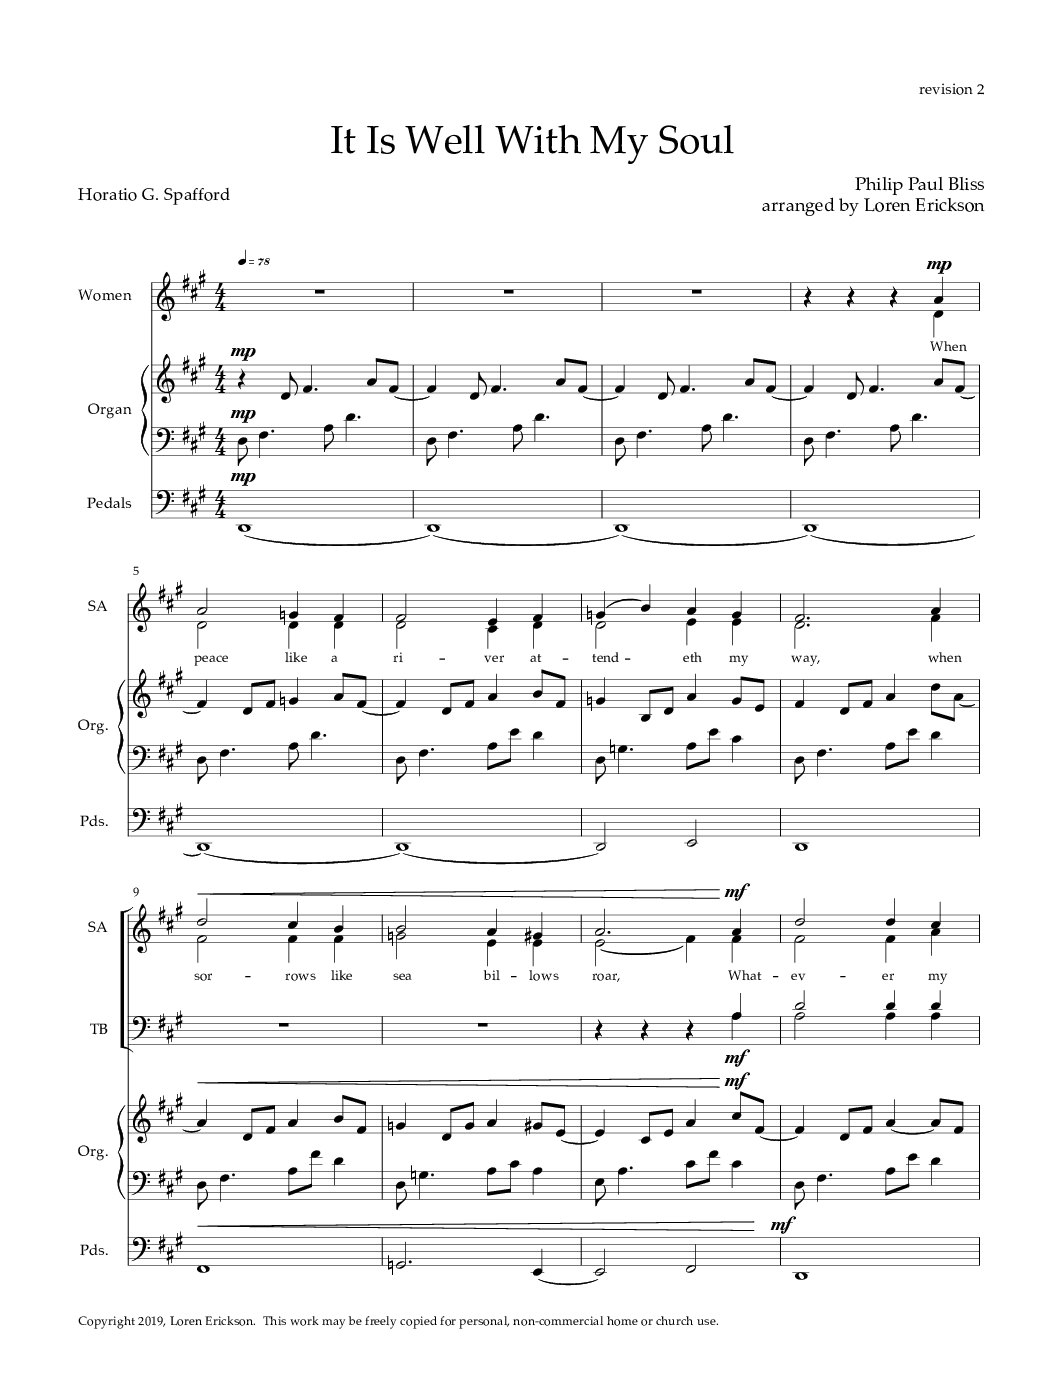 revision 2
It Is Well With My Soul
Horatio G. Spafford
Philip Paul Bliss
arranged by Loren Erickson
♩ = 78
Women
mp
When
mp
Organ
mp
mp
Pedals
5
SA
peace like a ri - ver at - tend - eth my way, when
Org.
Pds.
9
mf
SA
sor - rows like sea bil - lows roar, What - ev - er my
TB
mf
mf
Org.
mf
Pds.
Copyright 2019, Loren Erickson. This work may be freely copied for personal, non-commercial home or church use.